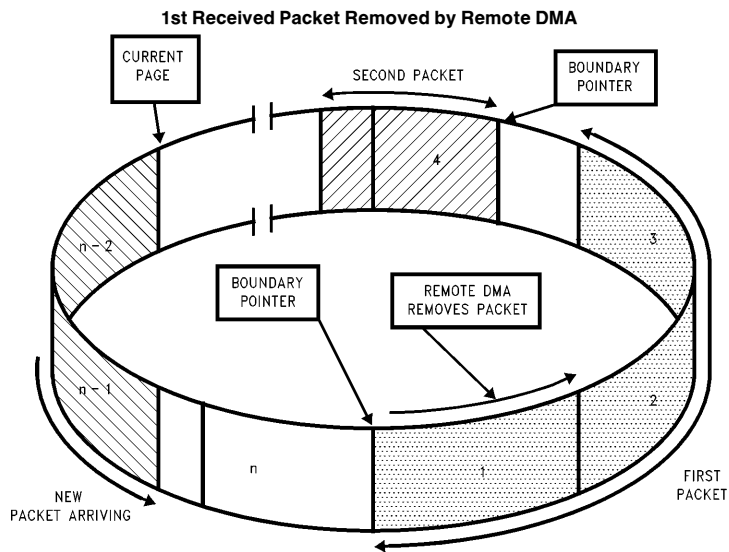 1st Received Packet Removed by Remote DMA
CURRENT
PAGE
SECOND PACKET
BOUNDARY
POINTER
4
n-2
3
BOUNDARY
POINTER
REMOTE DMA
REMOVES PACKET
n-1
2
n
1
NEW
PACKET ARRIVING
FIRST
PACKET